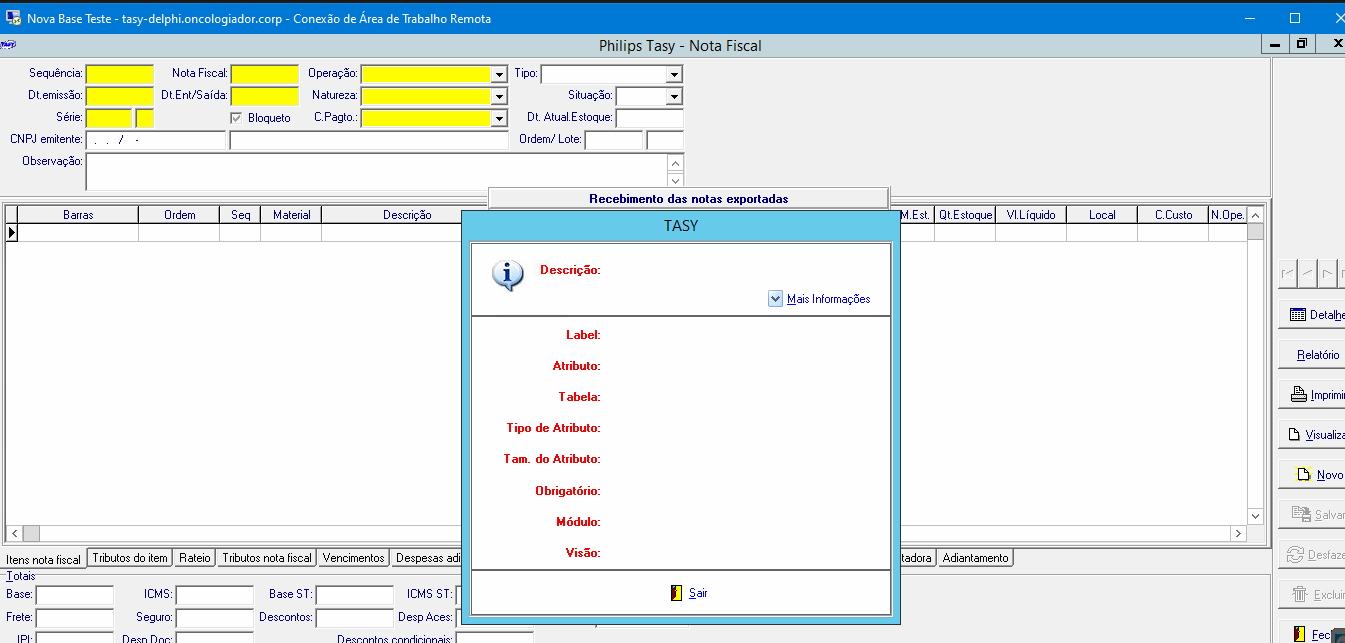 Nova Base Teste - tasy-delphi.oncologiador.corp - Conexão de Área de Trabalho Remota
Philips Tasy - Nota Fiscal
Sequência: Nota Fiscal: Operação: Tipo:
Dt.emissão: Dt.Ent/Saída: Natureza: Situação:
Série: Bloqueto C.Pagto.: Dt. Atual.Estoque:
CNPJ emitente: . . / - Ordem/ Lote:
Observação:
Recebimento das notas exportadas
Barras Ordem Seq Material Descrição M.Est. Qt.Estoque Vl.Líquido Local C.Custo N.Ope.
TASY
Descrição:
Mais Informações
Label:
Atributo:
Tabela:
Tipo de Atributo:
Tam. do Atributo:
Obrigatório:
Módulo:
Visão:
Sair
Detalhe
Relatório
Imprimi
Visualiza
Novo
Salvar
Desfaze
Excluir
Fec
Itens nota fiscal Tributos do item Rateio Tributos nota fiscal Vencimentos Despesas adi tadora Adiantamento
Totais
Base: ICMS: Base ST: ICMS ST:
Frete: Seguro: Descontos: Desp Aces:
IPI: Desp Doc: Descontos condicionais: